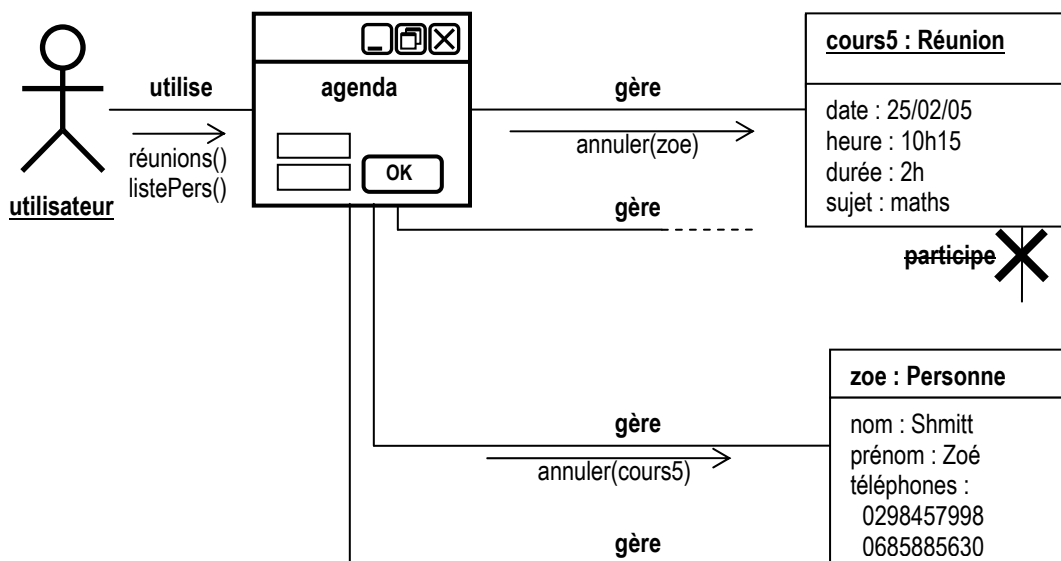 utilise
réunions()
listePers()
utilisateur
agenda
OK
gère
annuler(zoe)
gère
cours5 : Réunion
date : 25/02/05
heure : 10h15
durée : 2h
sujet : maths
participe
gère
annuler(cours5)
gère
zoe : Personne
nom : Shmitt
prénom : Zoé
téléphones :
0298457998
0685885630